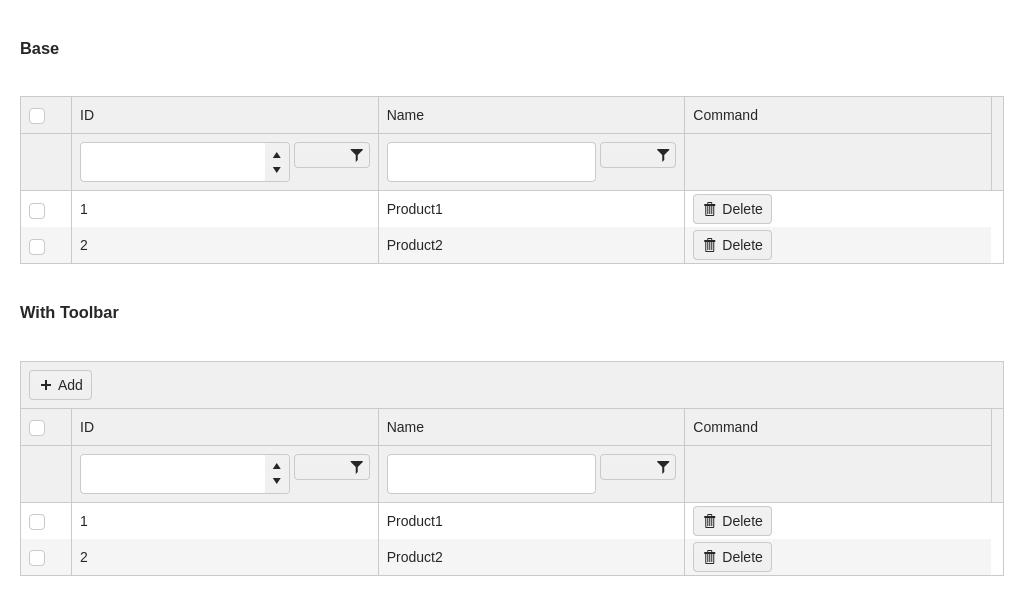 Base
ID Name Command
1 Product1 Delete
2 Product2 Delete
With Toolbar
Add
ID Name Command
1 Product1 Delete
2 Product2 Delete